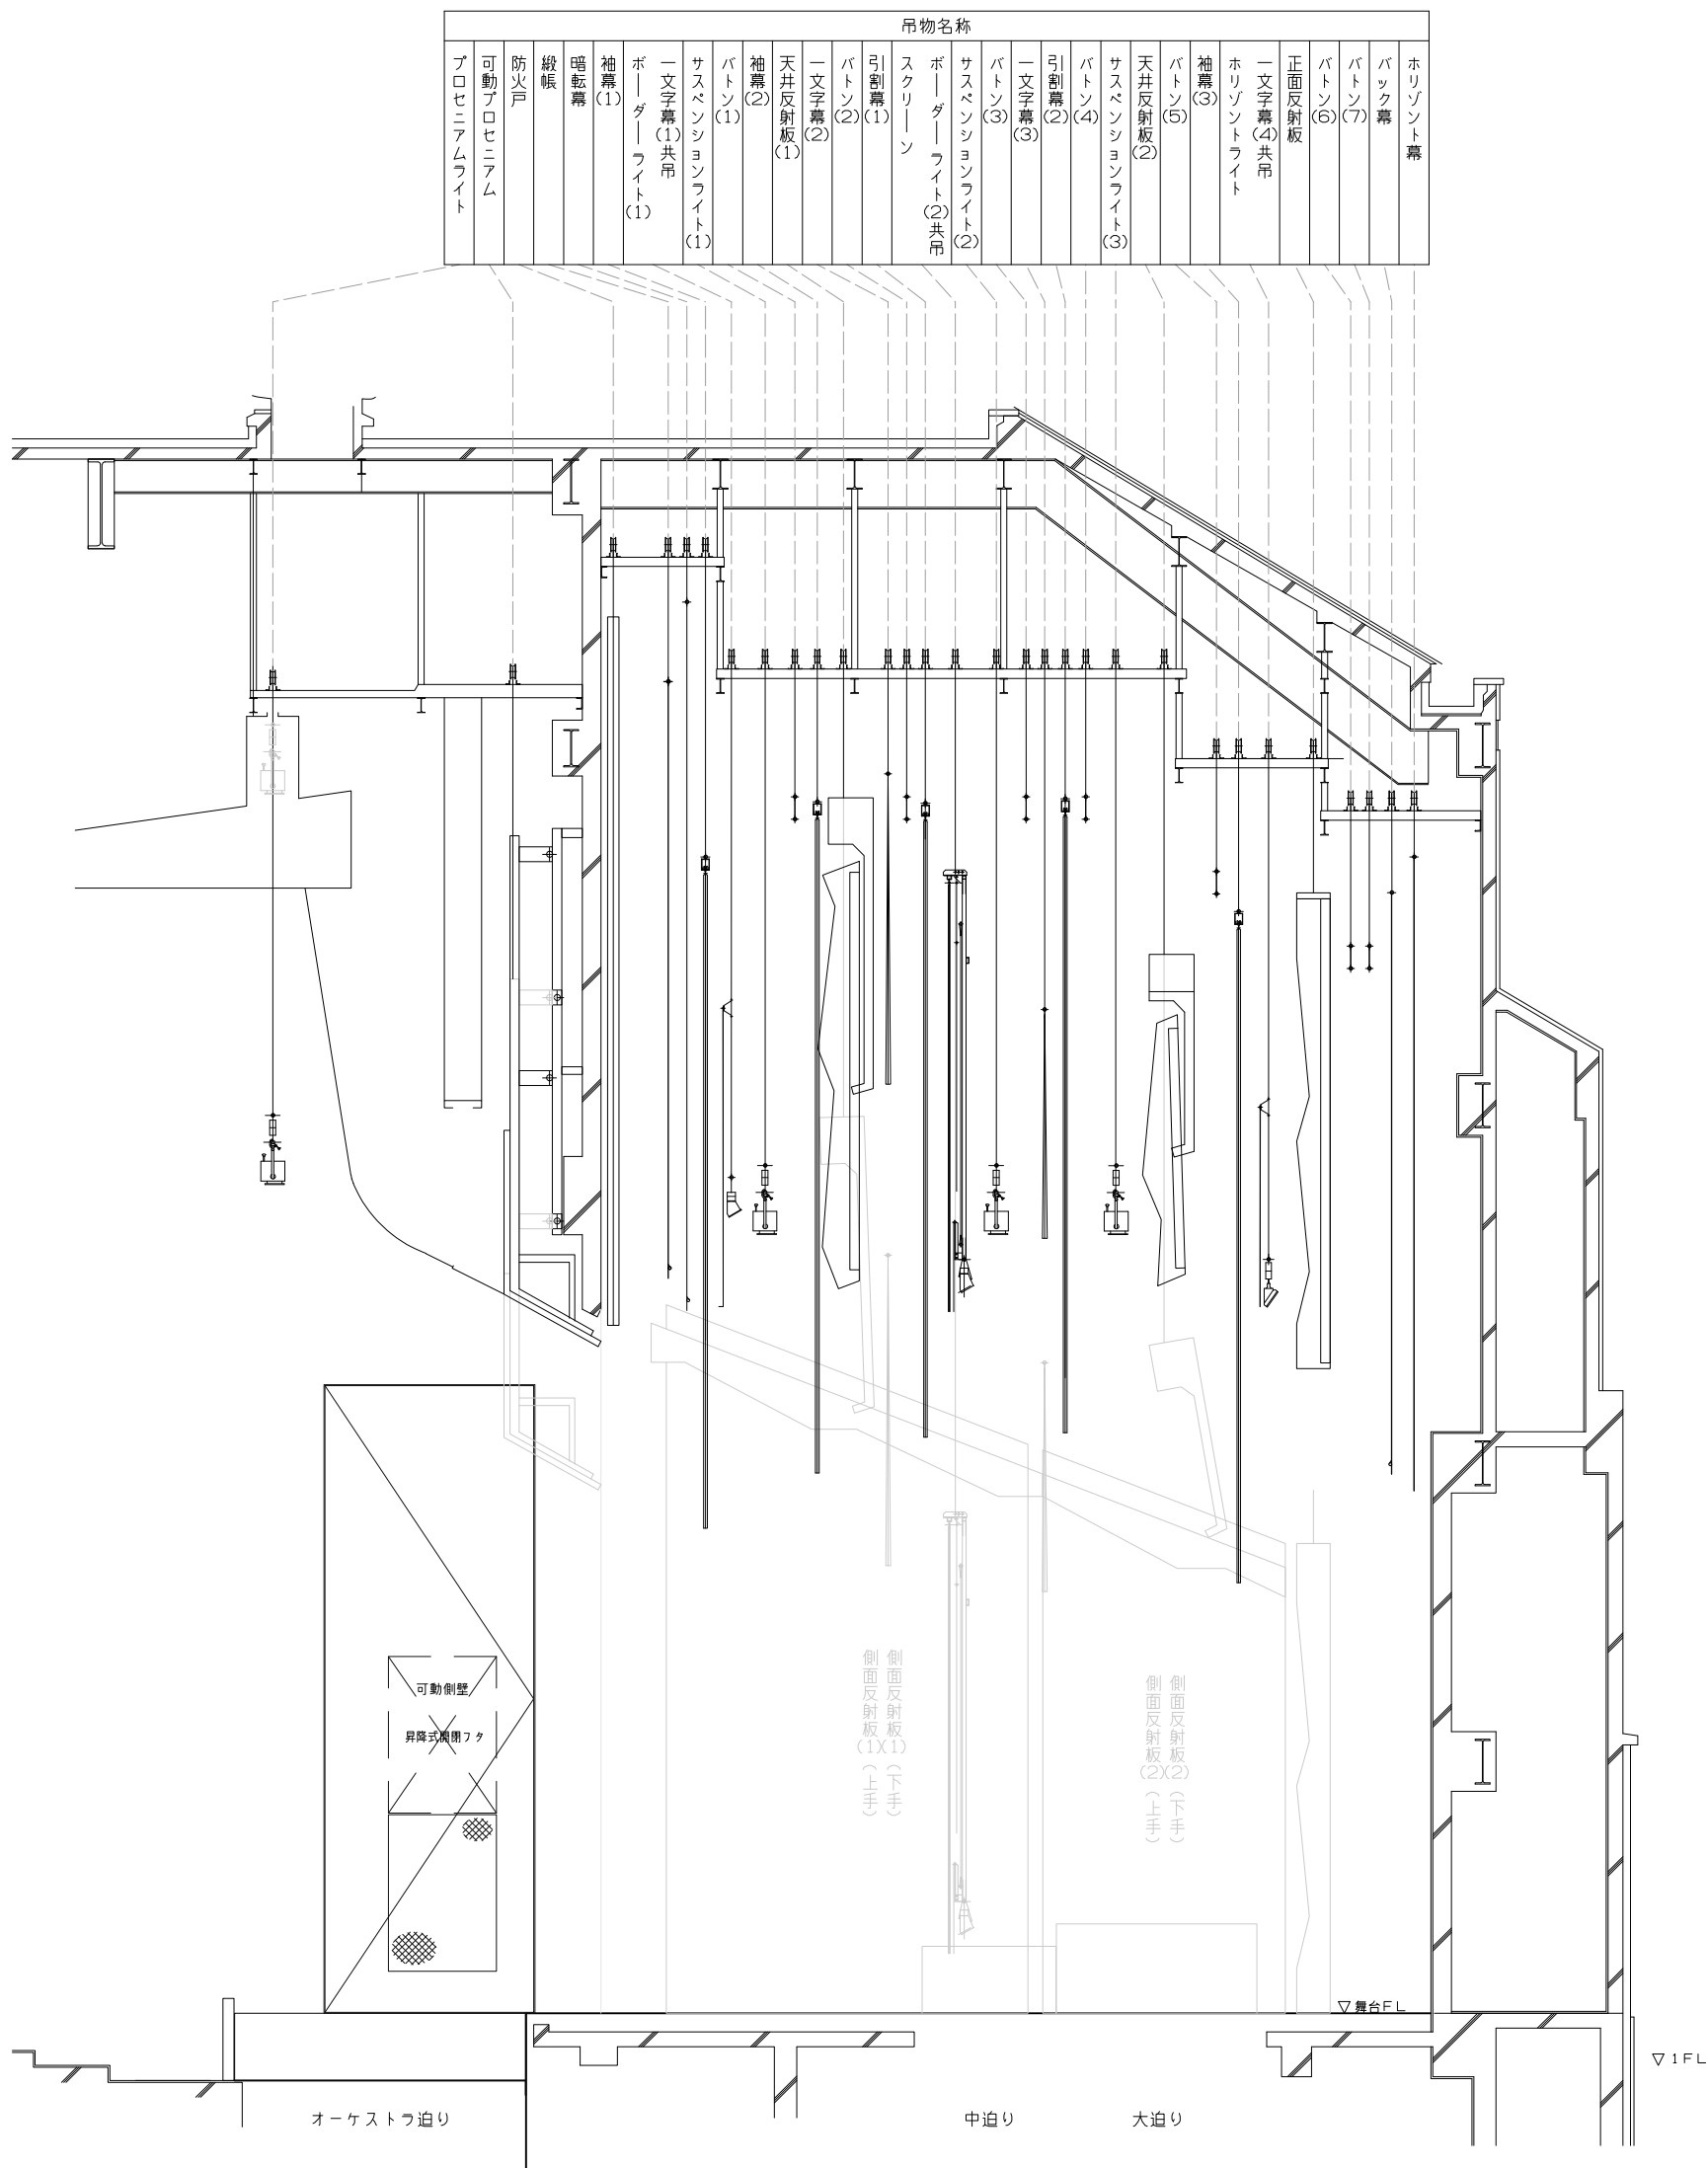 吊物名称
プロセニアムライト
可動プロセニアム
防火戸
緞帳
暗転幕
袖幕(1)
ボーダーライト(1)
一文字幕(1)共吊
サスペンションライト(1)
バトン(1)
袖幕(2)
天井反射板(1)
一文字幕(2)
バトン(2)
引割幕(1)
スクリーン
ボーダーライト(2)共吊
サスペンションライト(2)
バトン(3)
一文字幕(3)
引割幕(2)
バトン(4)
サスペンションライト(3)
天井反射板(2)
バトン(5)
袖幕(3)
ホリゾントライト
一文字幕(4)共吊
正面反射板
バトン(6)
バトン(7)
バック幕
ホリゾント幕
側面反射板(1)(下手)
側面反射板(1)(上手)
側面反射板(2)(下手)
側面反射板(2)(上手)
可動側壁
昇降式開閉フタ
▽舞台FL
▽1FL
オーケストラ迫り
中迫り
大迫り